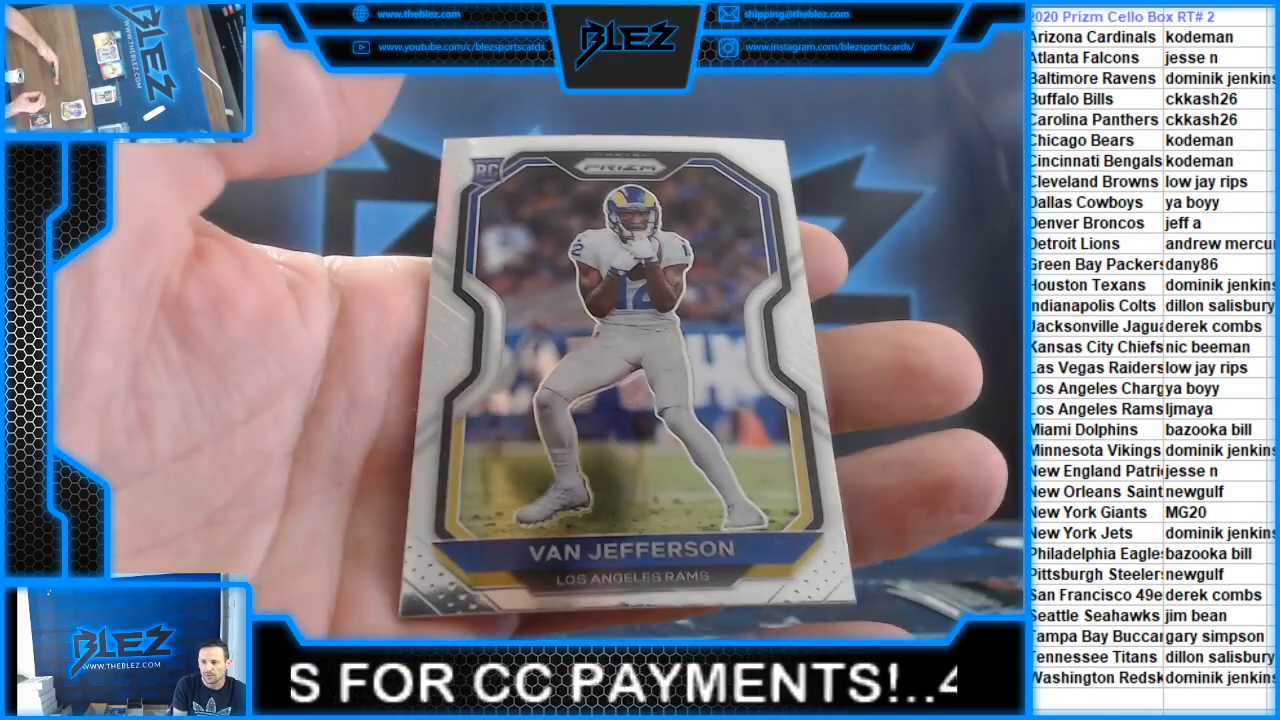 www.theblez.com
www.youtube.com/c/blezsportscards
BLEZ
shipping@theblez.com
www.instagram.com/blezsportscards/
BLEZ
WWW.THEBLEZ.COM
RC
PRIZM
12
VAN JEFFERSON
LOS ANGELES RAMS
BLEZ
WWW.THEBLEZ.COM
S FOR CC PAYMENTS!..4
2020 Prizm Cello Box RT# 2
Arizona Cardinals kodeman
Atlanta Falcons jesse n
Baltimore Ravens dominik jenkins
Buffalo Bills ckkash26
Carolina Panthers ckkash26
Chicago Bears kodeman
Cincinnati Bengals kodeman
Cleveland Browns low jay rips
Dallas Cowboys ya boyy
Denver Broncos jeff a
Detroit Lions andrew mercur
Green Bay Packers dany86
Houston Texans dominik jenkins
Indianapolis Colts dillon salisbury
Jacksonville Jagua derek combs
Kansas City Chiefs nic beeman
Las Vegas Raiders low jay rips
Los Angeles Charg ya boyy
Los Angeles Rams ljmaya
Miami Dolphins bazooka bill
Minnesota Vikings dominik jenkins
New England Patri jesse n
New Orleans Saint newgulf
New York Giants MG20
New York Jets dominik jenkins
Philadelphia Eagle bazooka bill
Pittsburgh Steelers newgulf
San Francisco 49e derek combs
Seattle Seahawks jim bean
Tampa Bay Buccar gary simpson
Tennessee Titans dillon salisbury
Washington Redsk dominik jenkins